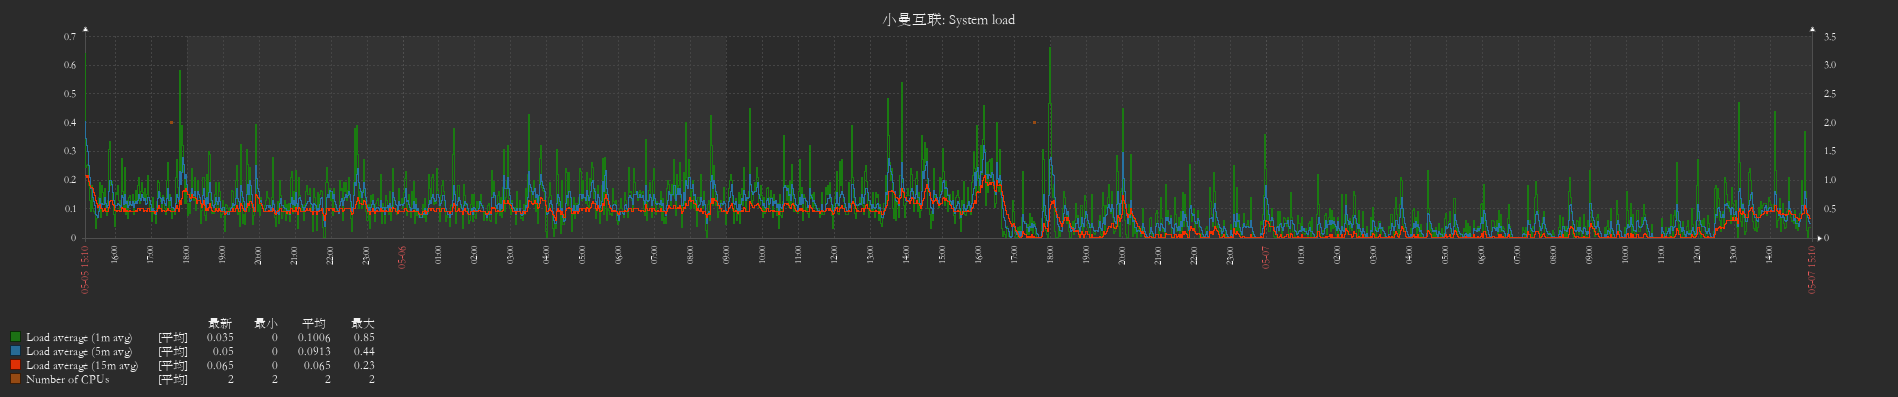 小曼互联: System load
0.7 3.5
0.6 3.0
0.5 2.5
0.4 2.0
0.3 1.5
0.2 1.0
0.1 0.5
0 0
05-05 15:10 16:00 17:00 18:00 19:00 20:00 21:00 22:00 23:00 05-06 01:00 02:00 03:00 04:00 05:00 06:00 07:00 08:00 09:00 10:00 11:00 12:00 13:00 14:00 15:00 16:00 17:00 18:00 19:00 20:00 21:00 22:00 23:00 05-07 01:00 02:00 03:00 04:00 05:00 06:00 07:00 08:00 09:00 10:00 11:00 12:00 13:00 14:00 05-07 15:10
最新 最小 平均 最大
Load average (1m avg) [平均] 0.035 0 0.1006 0.85
Load average (5m avg) [平均] 0.05 0 0.0913 0.44
Load average (15m avg) [平均] 0.065 0 0.065 0.23
Number of CPUs [平均] 2 2 2 2